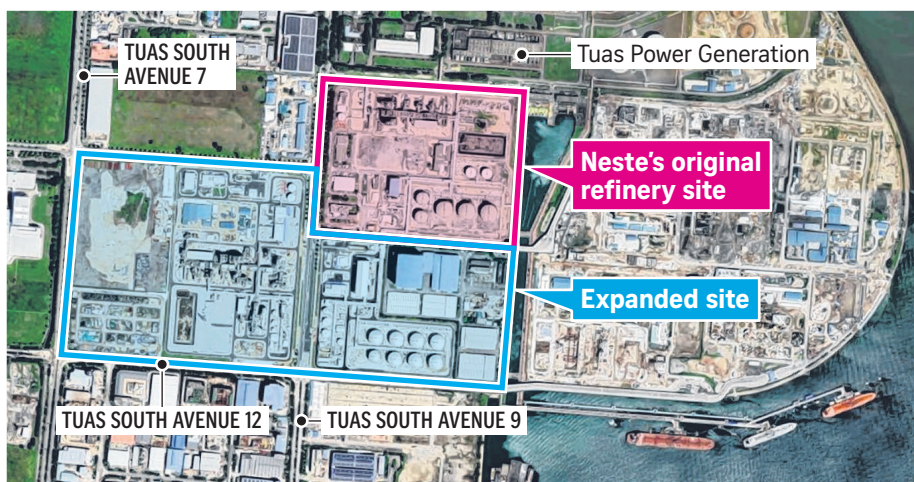 TUAS SOUTH
AVENUE 7
Tuas Power Generation
Neste's original
refinery site
Expanded site
TUAS SOUTH AVENUE 12
TUAS SOUTH AVENUE 9